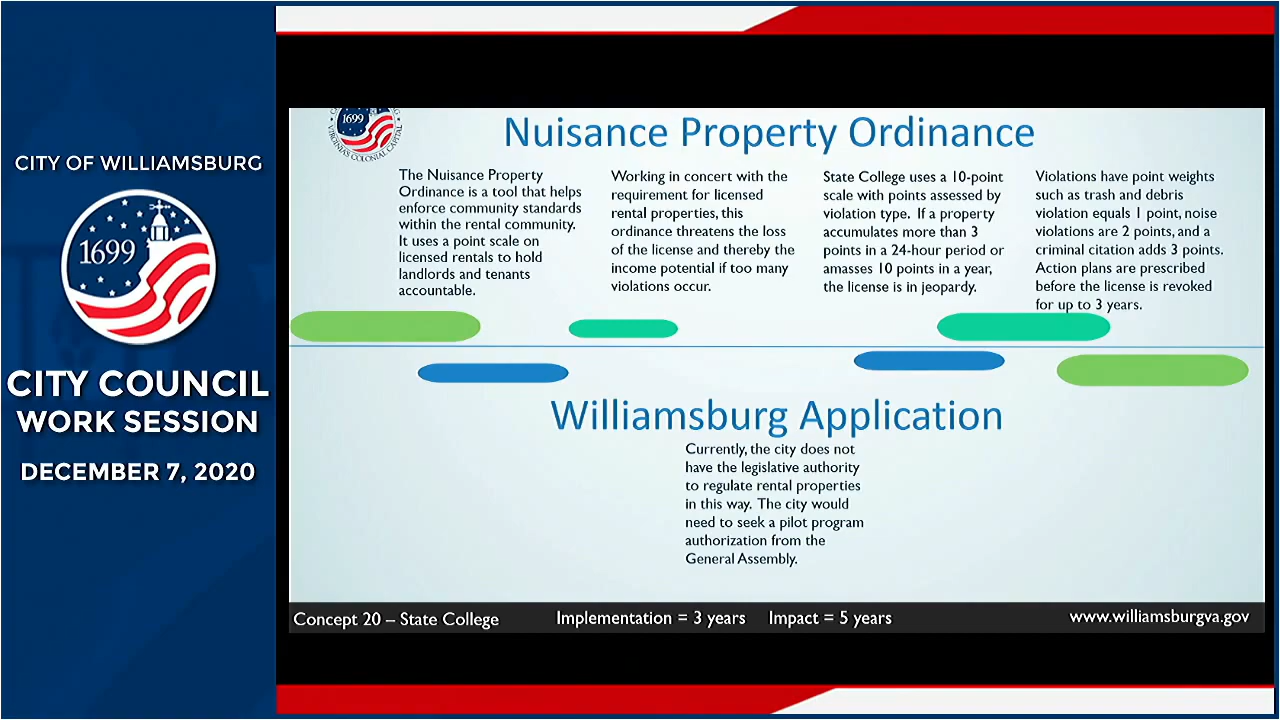 CITY OF WILLIAMSBURG
1699
CITY COUNCIL
WORK SESSION
DECEMBER 7, 2020
1699
VIRGINIA'S COLONIAL CAPITAL
Nuisance Property Ordinance
The Nuisance Property
Ordinance is a tool that helps
enforce community standards
within the rental community.
It uses a point scale on
licensed rentals to hold
landlords and tenants
accountable.
Working in concert with the
requirement for licensed
rental properties, this
ordinance threatens the loss
of the license and thereby the
income potential if too many
violations occur.
State College uses a 10-point
scale with points assessed by
violation type. If a property
accumulates more than 3
points in a 24-hour period or
amasses 10 points in a year,
the license is in jeopardy.
Violations have point weights
such as trash and debris
violation equals 1 point, noise
violations are 2 points, and a
criminal citation adds 3 points.
Action plans are prescribed
before the license is revoked
for up to 3 years.
Williamsburg Application
Currently, the city does not
have the legislative authority
to regulate rental properties
in this way. The city would
need to seek a pilot program
authorization from the
General Assembly.
Concept 20 – State College
Implementation = 3 years
Impact = 5 years
www.williamsburgva.gov